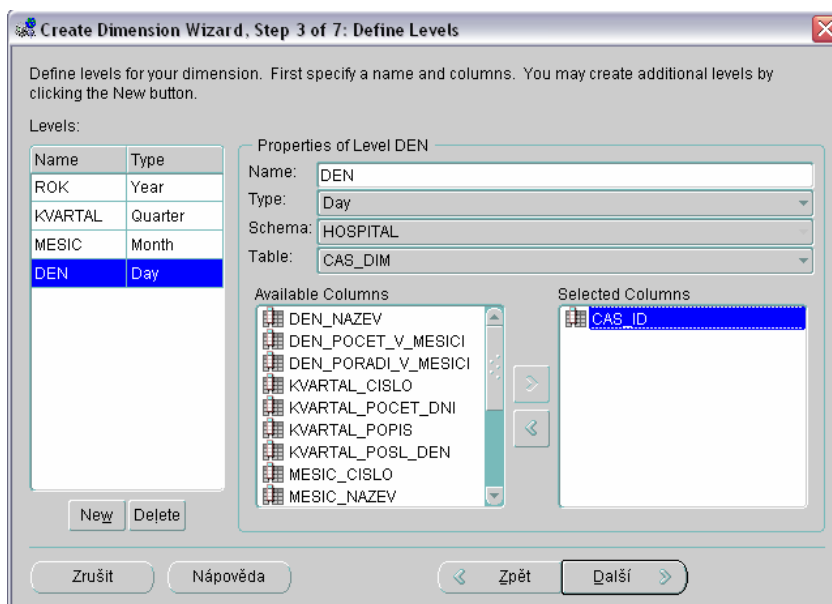 Create Dimension Wizard, Step 3 of 7: Define Levels
Define levels for your dimension. First specify a name and columns. You may create additional levels by
clicking the New button.
Levels:
Name Type
ROK Year
KVARTAL Quarter
MESIC Month
DEN Day
New Delete
Properties of Level DEN
Name: DEN
Type: Day
Schema: HOSPITAL
Table: CAS_DIM
Available Columns
DEN_NAZEV
DEN_POCET_V_MESICI
DEN_PORADI_V_MESICI
KVARTAL_CISLO
KVARTAL_POCET_DNI
KVARTAL_POPIS
KVARTAL_POSL_DEN
MESIC_CISLO
MESIC_NAZEV
Selected Columns
CAS_ID
Zrušit Nápověda Zpět Další